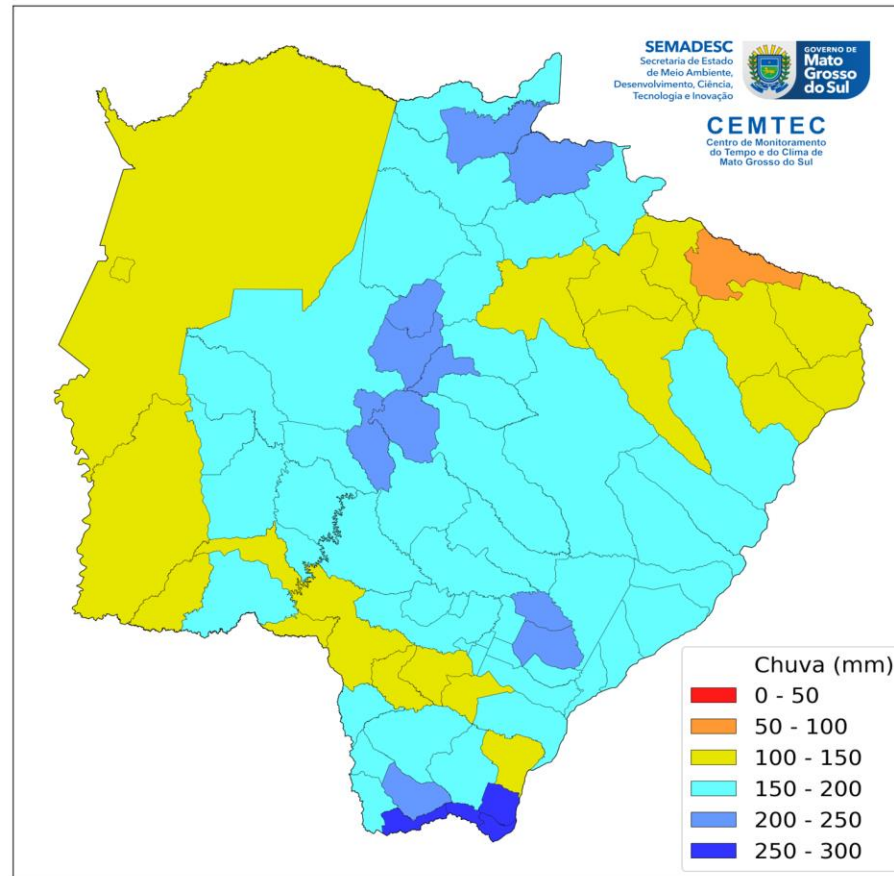 SEMADESC
Secretaria de Estado
de Meio Ambiente,
Desenvolvimento, Ciência,
Tecnologia e Inovação
GOVERNO DE
Mato
Grosso
do Sul
CEMTEC
Centro de Monitoramento
do Tempo e do Clima de
Mato Grosso do Sul
Chuva (mm)
0 - 50
50 - 100
100 - 150
150 - 200
200 - 250
250 - 300